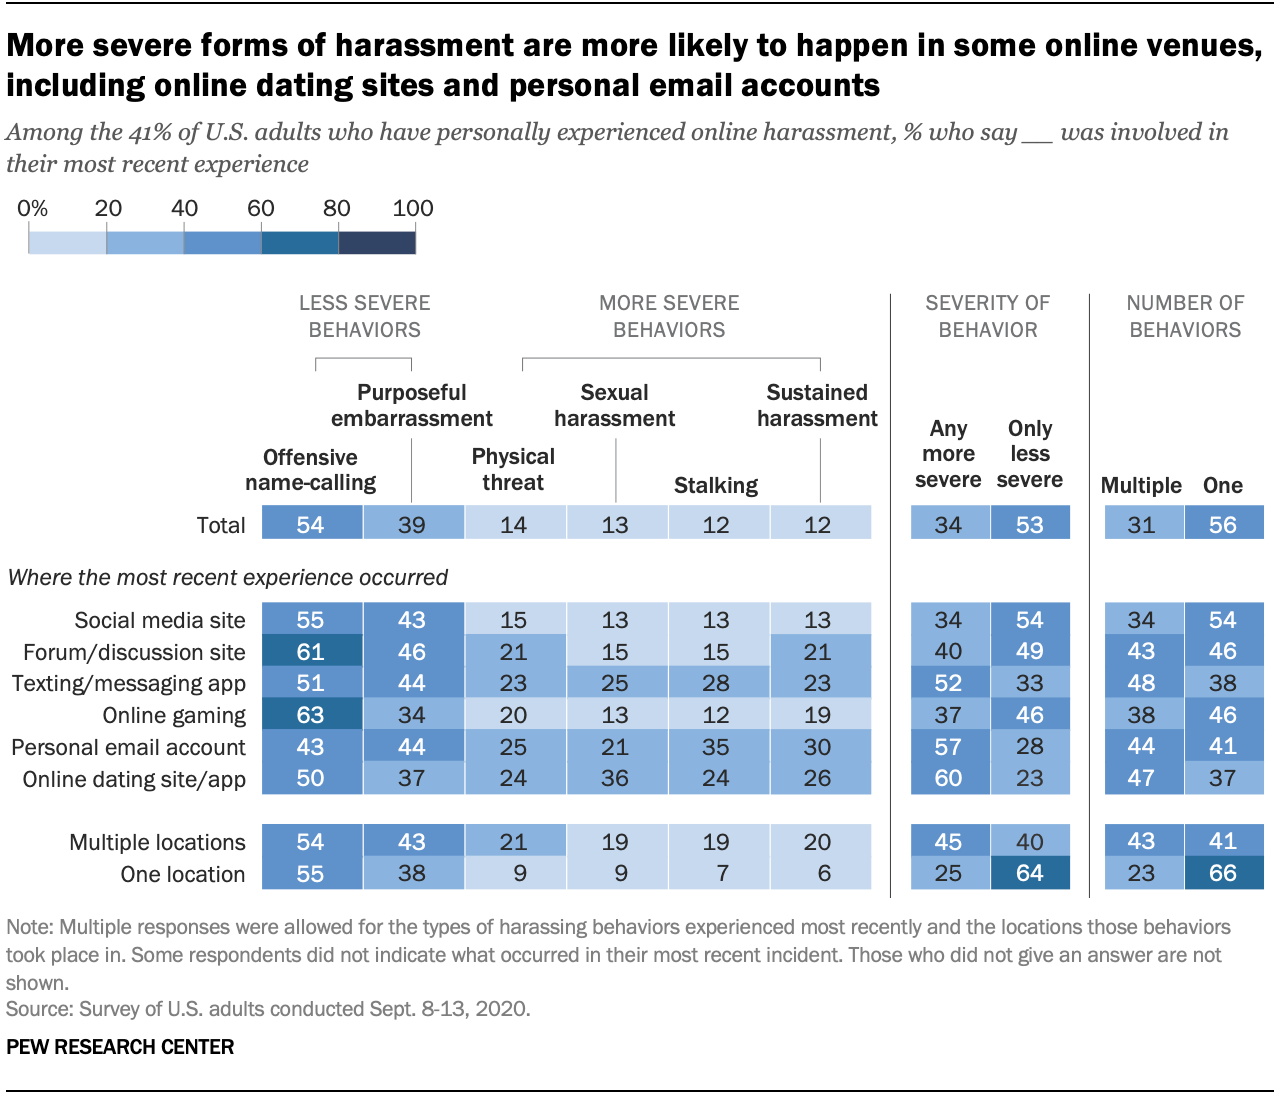 More severe forms of harassment are more likely to happen in some online venues,
including online dating sites and personal email accounts
Among the 41% of U.S. adults who have personally experienced online harassment, % who say __ was involved in
their most recent experience
0% 20 40 60 80 100
LESS SEVERE
BEHAVIORS
MORE SEVERE
BEHAVIORS
SEVERITY OF
BEHAVIOR
NUMBER OF
BEHAVIORS
Offensive
name-calling
Purposeful
embarrassment
Physical
threat
Sexual
harassment
Stalking
Sustained
harassment
Any
more
severe
Only
less
severe
Multiple
One
Total 54 39 14 13 12 12 34 53 31 56
Where the most recent experience occurred
Social media site 55 43 15 13 13 13 34 54 34 54
Forum/discussion site 61 46 21 15 15 21 40 49 43 46
Texting/messaging app 51 44 23 25 28 23 52 33 48 38
Online gaming 63 34 20 13 12 19 37 46 38 46
Personal email account 43 44 25 21 35 30 57 28 44 41
Online dating site/app 50 37 24 36 24 26 60 23 47 37
Multiple locations 54 43 21 19 19 20 45 40 43 41
One location 55 38 9 9 7 6 25 64 23 66
Note: Multiple responses were allowed for the types of harassing behaviors experienced most recently and the locations those behaviors
took place in. Some respondents did not indicate what occurred in their most recent incident. Those who did not give an answer are not
shown.
Source: Survey of U.S. adults conducted Sept. 8-13, 2020.
PEW RESEARCH CENTER